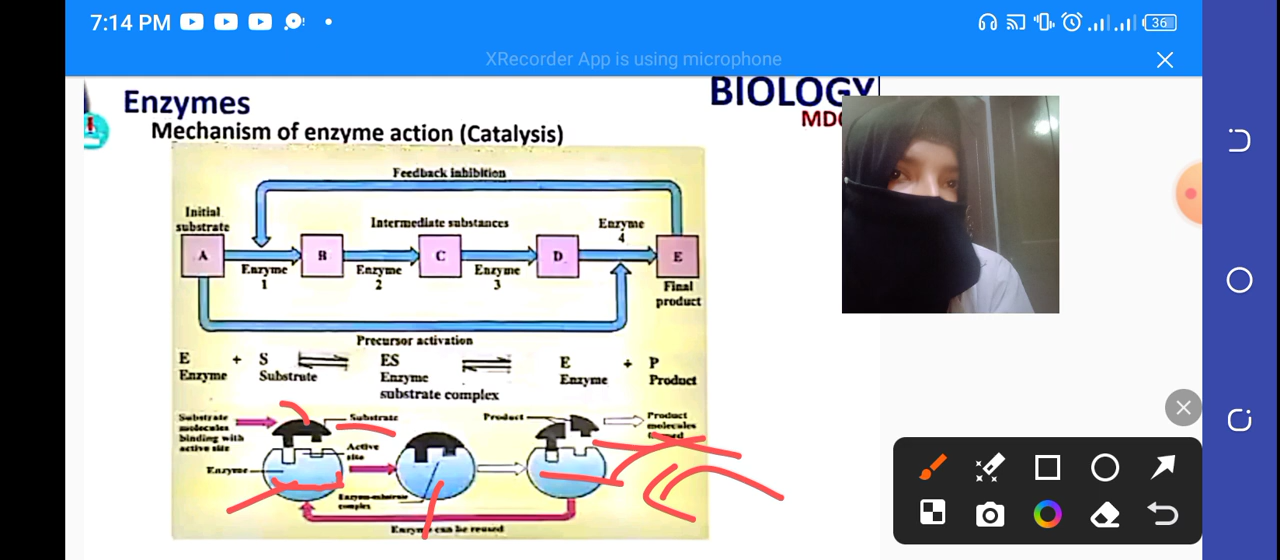 7:14 PM
36
XRecorder App is using microphone
BIOLOGY
Enzymes
Mechanism of enzyme action (Catalysis)
Feedback inhibition
Initial
substrate
Intermediate substances
Enzyme
4
A
B
C
D
E
Enzyme
1
Enzyme
2
Enzyme
3
Final
product
Precursor activation
E + S ES E + P
Enzyme Substrate Enzyme Enzyme Product
substrate complex
Substrate
molecules
binding with
active site
Substrate
Product
Product
molecules
Active
site
Enzyme
Enzyme-substrate
complex
Enzyme can be reused